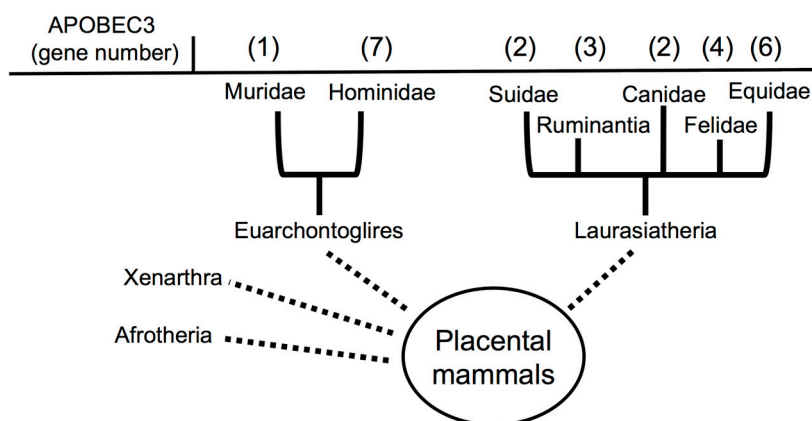 APOBEC3
(gene number)
(1) (7) (2) (3) (2) (4) (6)
Muridae Hominidae Suidae Canidae Equidae
Ruminantia Felidae
Euarchontoglires Laurasiatheria
Xenarthra
Afrotheria
Placental
mammals